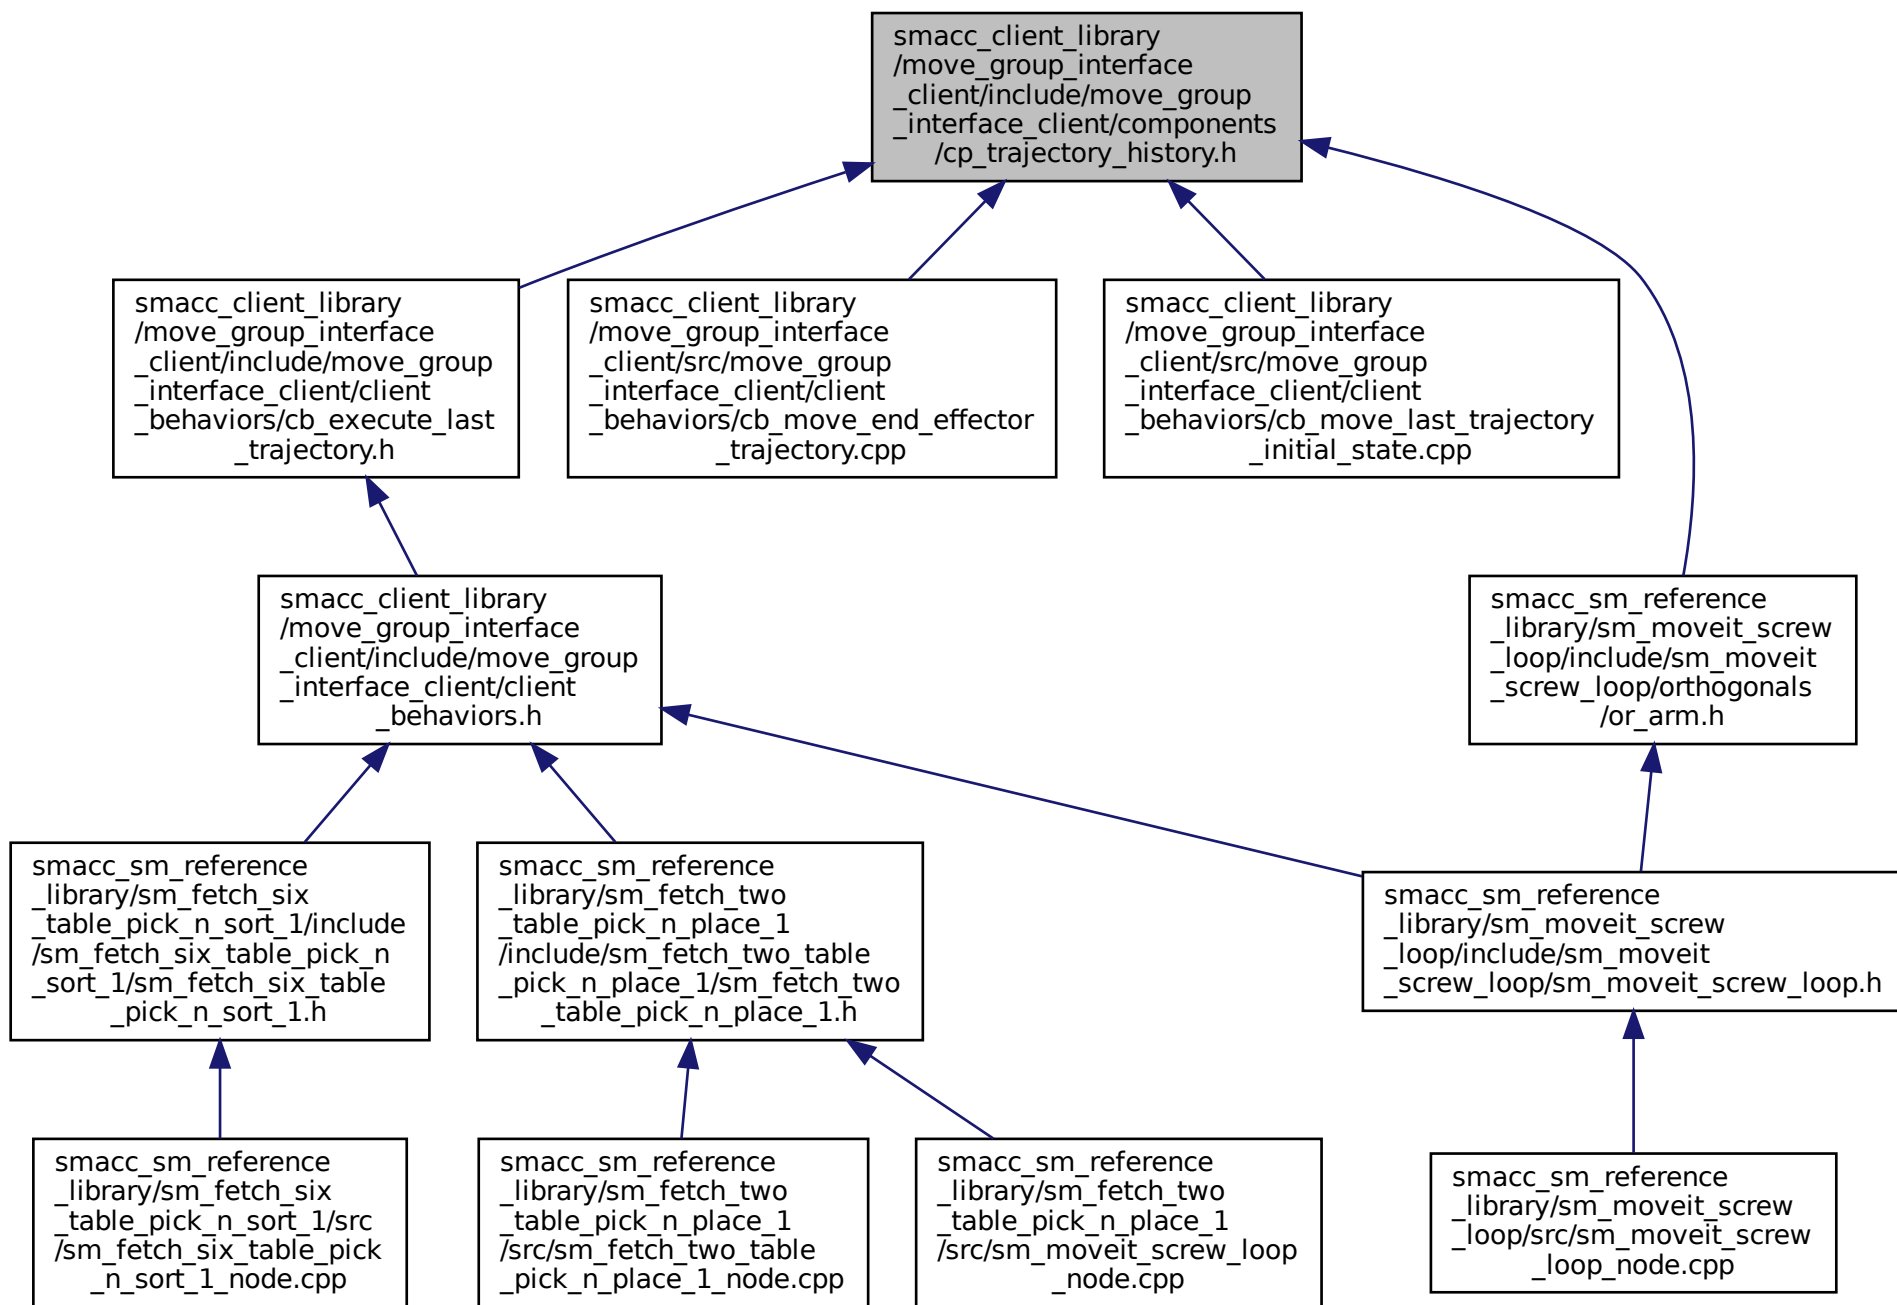 smacc_client_library
/move_group_interface
_client/include/move_group
_interface_client/components
/cp_trajectory_history.h
smacc_client_library
/move_group_interface
_client/include/move_group
_interface_client/client
_behaviors/cb_execute_last
_trajectory.h
smacc_client_library
/move_group_interface
_client/src/move_group
_interface_client/client
_behaviors/cb_move_end_effector
_trajectory.cpp
smacc_client_library
/move_group_interface
_client/src/move_group
_interface_client/client
_behaviors/cb_move_last_trajectory
_initial_state.cpp
smacc_client_library
/move_group_interface
_client/include/move_group
_interface_client/client
_behaviors.h
smacc_sm_reference
_library/sm_moveit_screw
_loop/include/sm_moveit
_screw_loop/orthogonals
/or_arm.h
smacc_sm_reference
_library/sm_fetch_six
_table_pick_n_sort_1/include
/sm_fetch_six_table_pick_n
_sort_1/sm_fetch_six_table
_pick_n_sort_1.h
smacc_sm_reference
_library/sm_fetch_two
_table_pick_n_place_1
/include/sm_fetch_two_table
_pick_n_place_1/sm_fetch_two
_table_pick_n_place_1.h
smacc_sm_reference
_library/sm_moveit_screw
_loop/include/sm_moveit
_screw_loop/sm_moveit_screw_loop.h
smacc_sm_reference
_library/sm_fetch_six
_table_pick_n_sort_1/src
/sm_fetch_six_table_pick
_n_sort_1_node.cpp
smacc_sm_reference
_library/sm_fetch_two
_table_pick_n_place_1
/src/sm_fetch_two_table
_pick_n_place_1_node.cpp
smacc_sm_reference
_library/sm_fetch_two
_table_pick_n_place_1
/src/sm_moveit_screw_loop
_node.cpp
smacc_sm_reference
_library/sm_moveit_screw
_loop/src/sm_moveit_screw
_loop_node.cpp